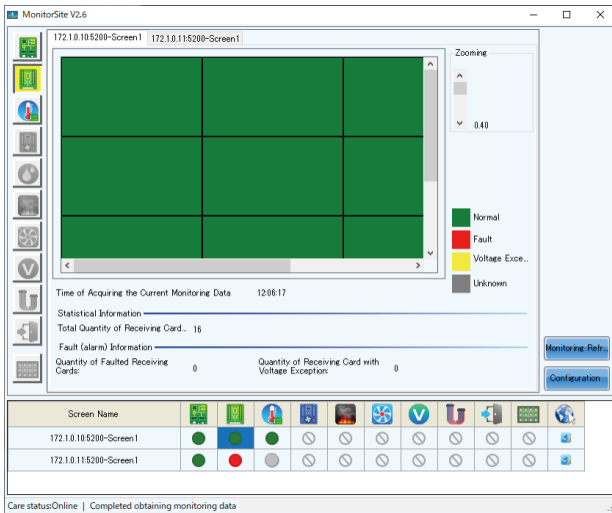 MonitorSite V2.6
172.1.0.10:5200-Screen1 172.1.0.11:5200-Screen1
Zooming
0.40
Normal
Fault
Voltage Exce...
Unknown
Time of Acquiring the Current Monitoring Data 12:06:17
Statistical Information
Total Quantity of Receiving Card... 16
Fault (alarm) Information
Quantity of Faulted Receiving
Cards: 0
Quantity of Receiving Card with
Voltage Exception: 0
Monitoring Refr...
Configuration
Screen Name
172.1.0.10:5200-Screen1
172.1.0.11:5200-Screen1
Care status:Online | Completed obtaining monitoring data